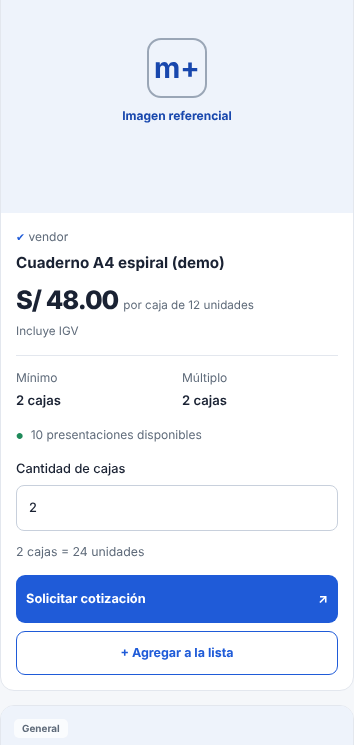 m+
Imagen referencial
✔ vendor
Cuaderno A4 espiral (demo)
S/ 48.00 por caja de 12 unidades
Incluye IGV
Mínimo Múltiplo
2 cajas 2 cajas
10 presentaciones disponibles
Cantidad de cajas
2
2 cajas = 24 unidades
Solicitar cotización
+ Agregar a la lista
General